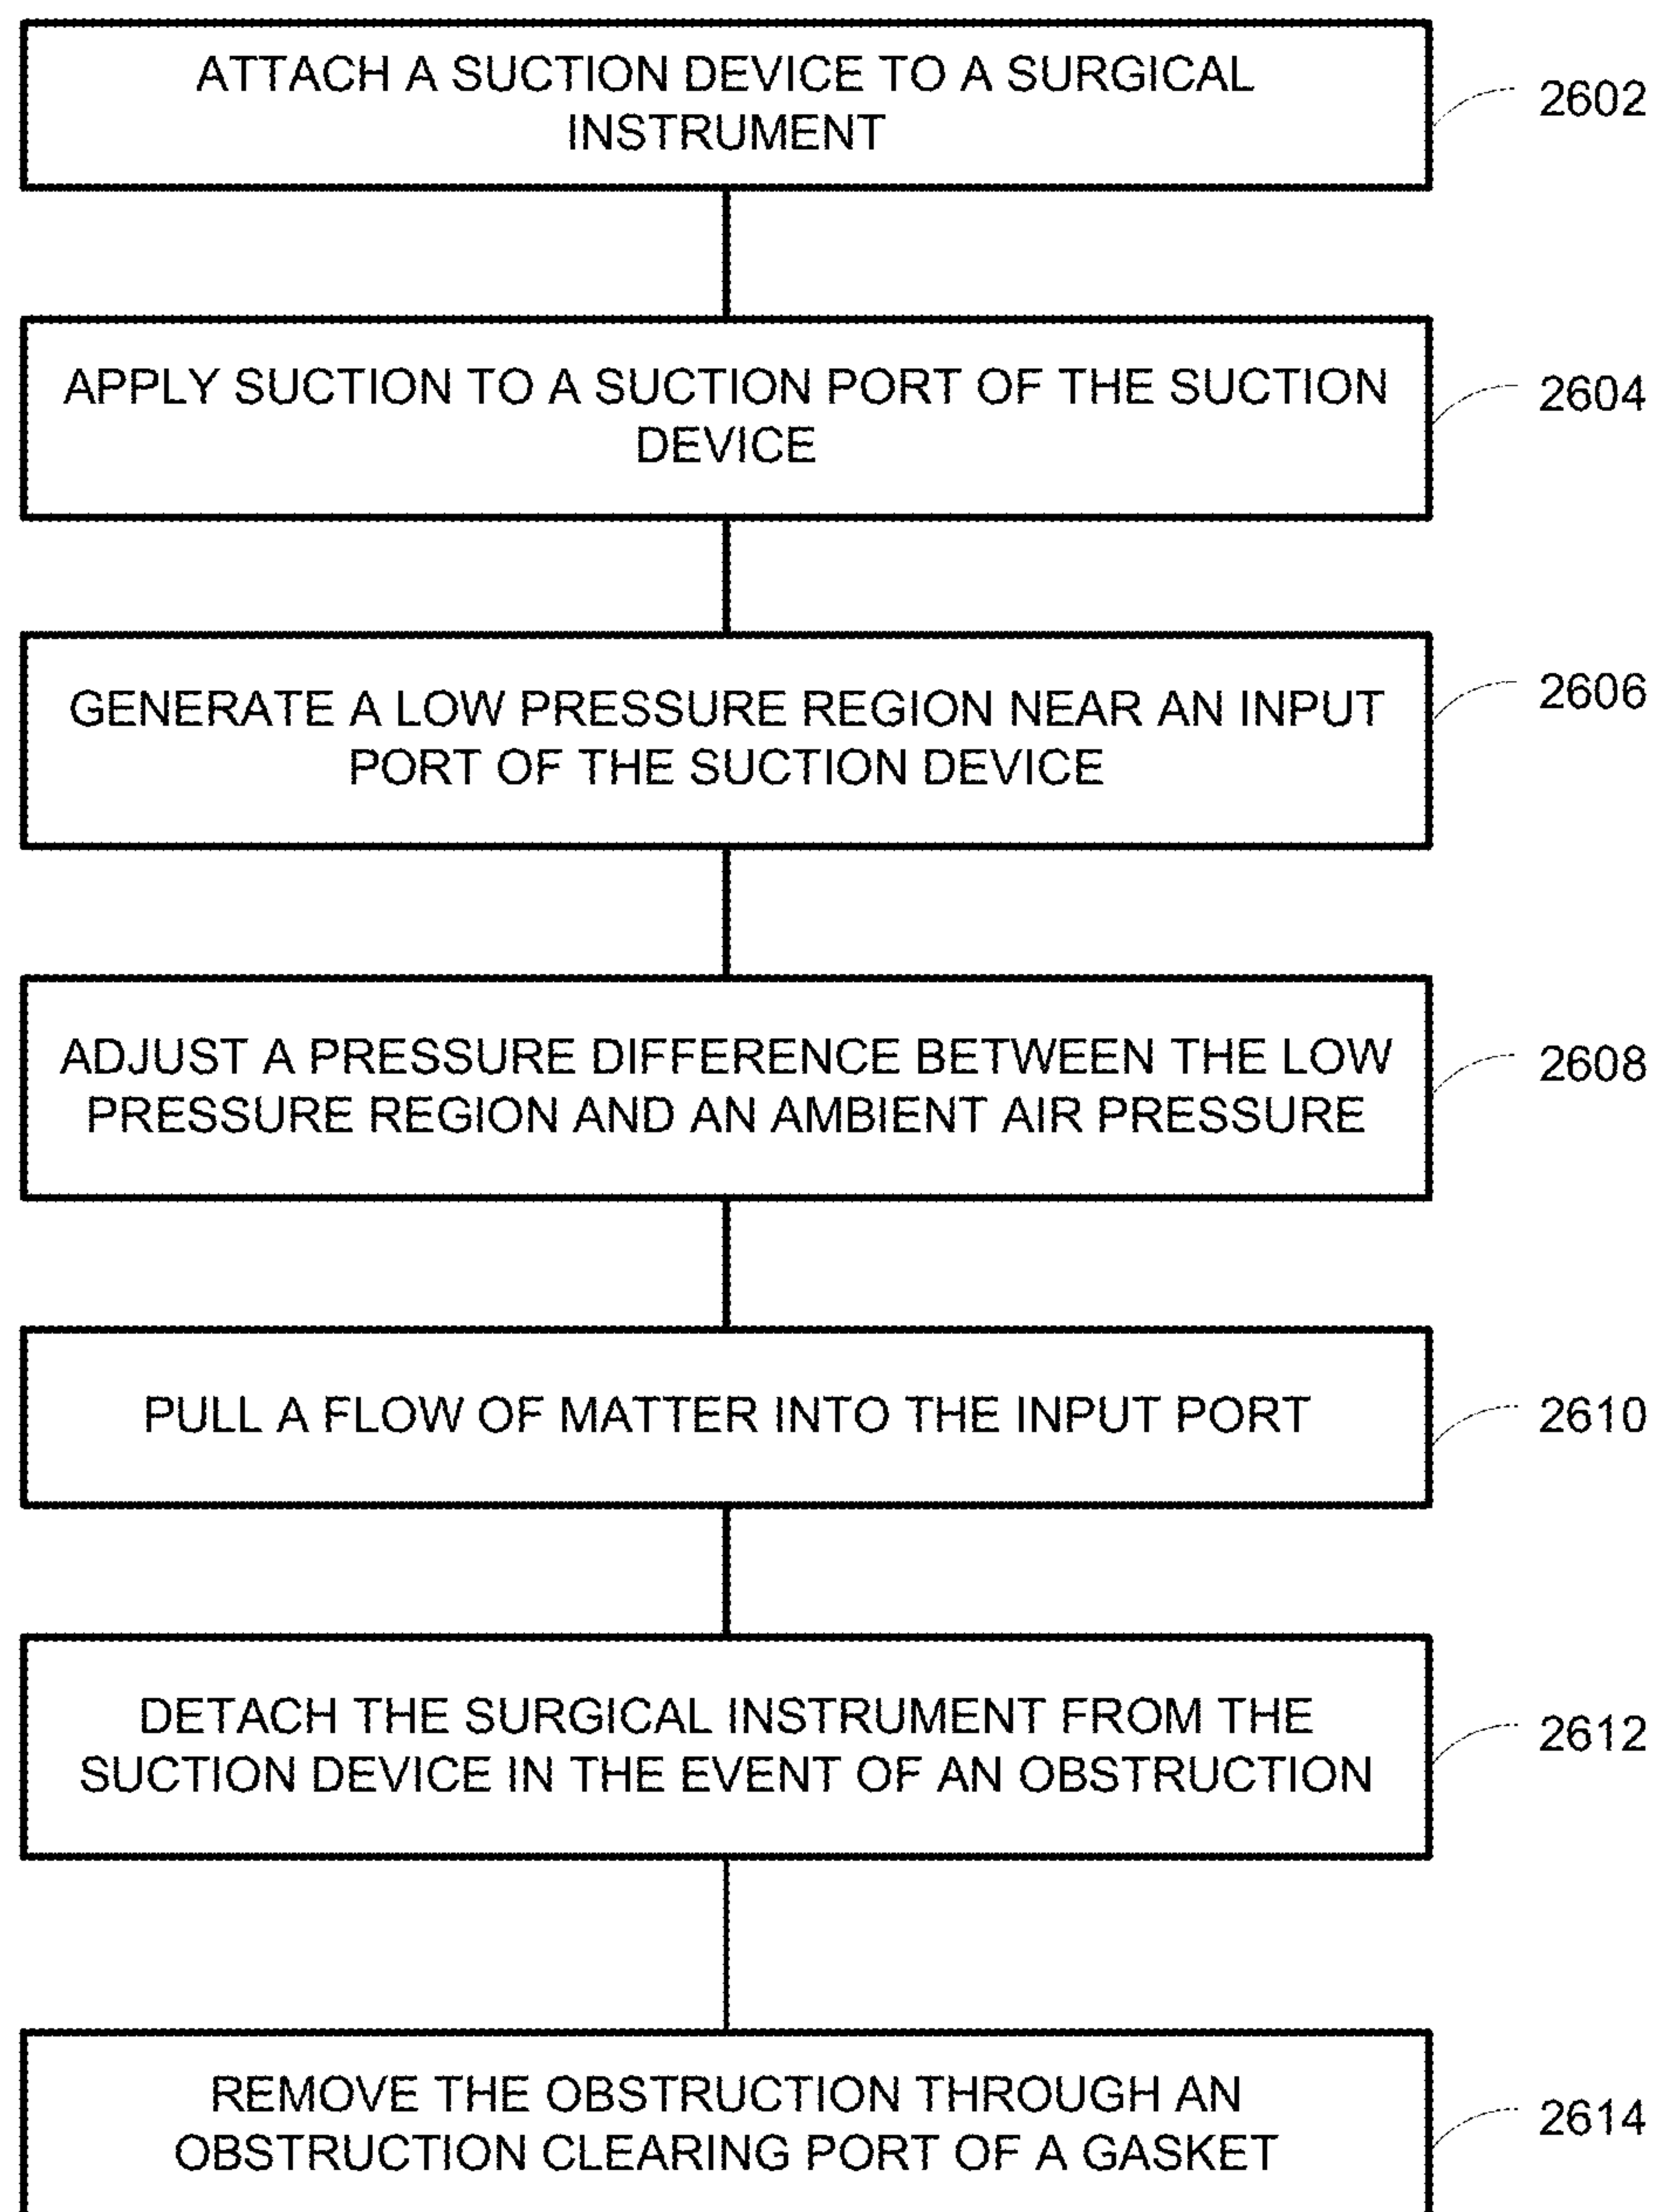 ATTACH A SUCTION DEVICE TO A SURGICAL
INSTRUMENT
2602
APPLY SUCTION TO A SUCTION PORT OF THE SUCTION
DEVICE
2604
GENERATE A LOW PRESSURE REGION NEAR AN INPUT
PORT OF THE SUCTION DEVICE
2606
ADJUST A PRESSURE DIFFERENCE BETWEEN THE LOW
PRESSURE REGION AND AN AMBIENT AIR PRESSURE
2608
PULL A FLOW OF MATTER INTO THE INPUT PORT
2610
DETACH THE SURGICAL INSTRUMENT FROM THE
SUCTION DEVICE IN THE EVENT OF AN OBSTRUCTION
2612
REMOVE THE OBSTRUCTION THROUGH AN
OBSTRUCTION CLEARING PORT OF A GASKET
2614